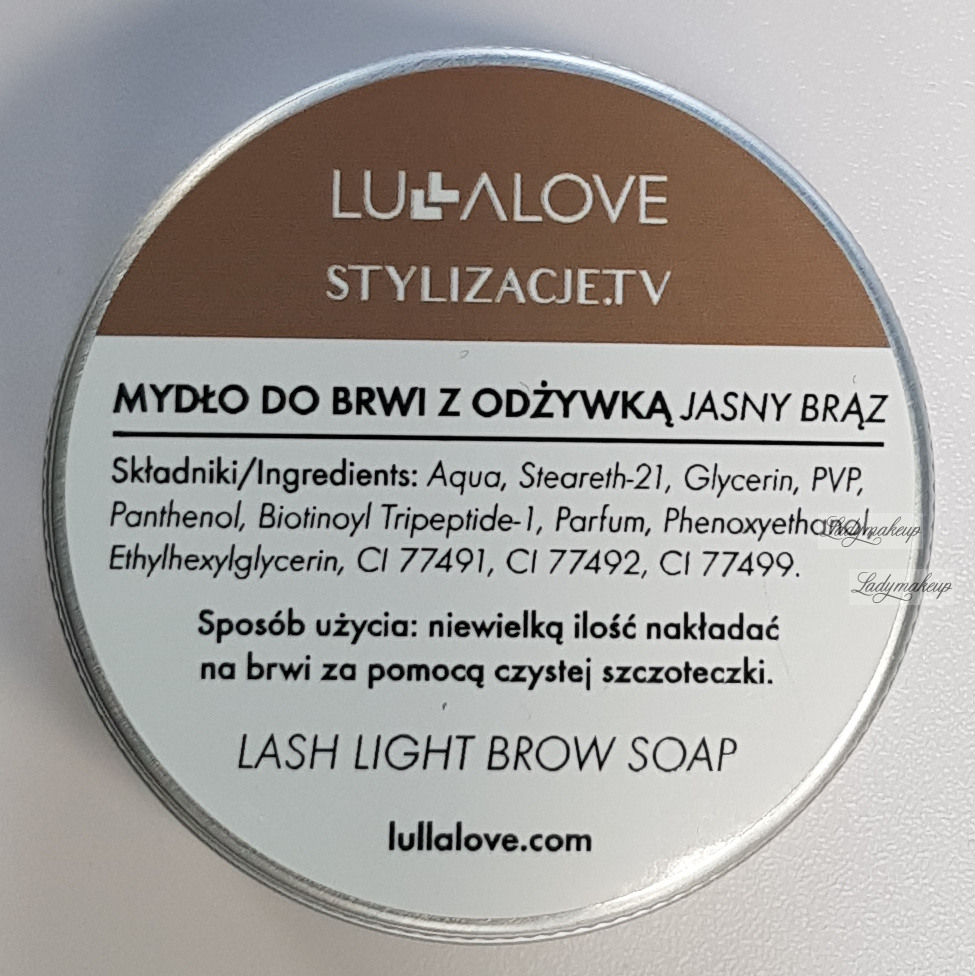 LULLALOVE
STYLIZACJE.TV
MYDŁO DO BRWI Z ODŻYWKĄ JASNY BRĄZ
Składniki/Ingredients: Aqua, Steareth-21, Glycerin, PVP,
Panthenol, Biotinoyl Tripeptide-1, Parfum, Phenoxyethanol,
Ethylhexylglycerin, CI 77491, CI 77492, CI 77499.
Ladymakeup
Ladymakeup
Sposób użycia: niewielką ilość nakładać
na brwi za pomocą czystej szczoteczki.
LASH LIGHT BROW SOAP
lullalove.com